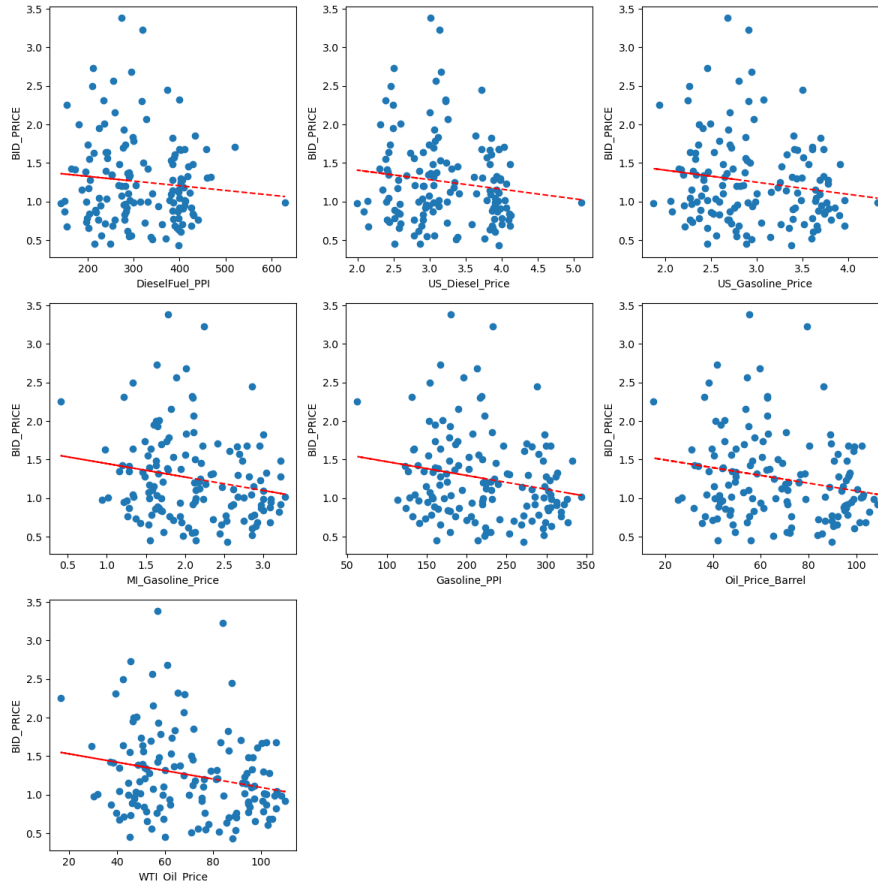 3.5
3.0
2.5
2.0
1.5
1.0
0.5
BID_PRICE
200 300 400 500 600
DieselFuel_PPI
3.5
3.0
2.5
2.0
1.5
1.0
0.5
BID_PRICE
2.0 2.5 3.0 3.5 4.0 4.5 5.0
US_Diesel_Price
3.5
3.0
2.5
2.0
1.5
1.0
0.5
BID_PRICE
2.0 2.5 3.0 3.5 4.0
US_Gasoline_Price
3.5
3.0
2.5
2.0
1.5
1.0
0.5
BID_PRICE
0.5 1.0 1.5 2.0 2.5 3.0
MI_Gasoline_Price
3.5
3.0
2.5
2.0
1.5
1.0
0.5
BID_PRICE
50 100 150 200 250 300 350
Gasoline_PPI
3.5
3.0
2.5
2.0
1.5
1.0
0.5
BID_PRICE
20 40 60 80 100
Oil_Price_Barrel
3.5
3.0
2.5
2.0
1.5
1.0
0.5
BID_PRICE
20 40 60 80 100
WTI_Oil_Price